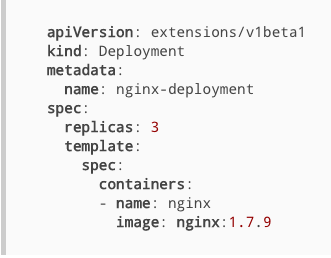 apiVersion: extensions/v1beta1
kind: Deployment
metadata:
  name: nginx-deployment
spec:
  replicas: 3
  template:
    spec:
      containers:
      - name: nginx
        image: nginx:1.7.9